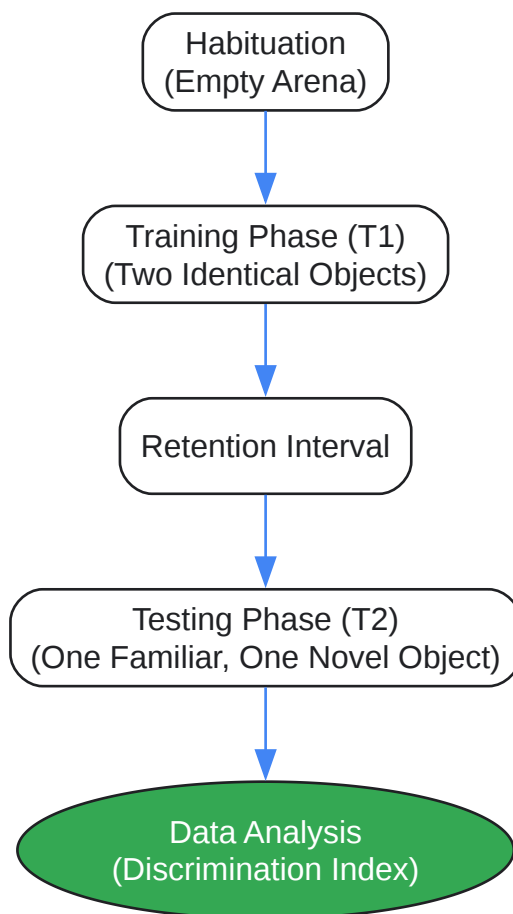 Habituation
(Empty Arena)
Training Phase (T1)
(Two Identical Objects)
Retention Interval
Testing Phase (T2)
(One Familiar, One Novel Object)
Data Analysis
(Discrimination Index)